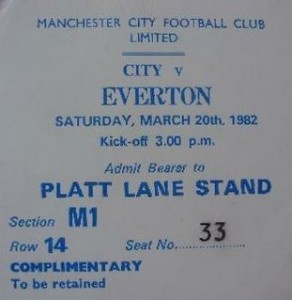 MANCHESTER CITY FOOTBALL CLUB
LIMITED
CITY v
EVERTON
SATURDAY, MARCH 20th, 1982
Kick-off 3.00 p.m.
Admit Bearer to
PLATT LANE STAND
Section M1
Row 14 Seat No. 33
COMPLIMENTARY
To be retained